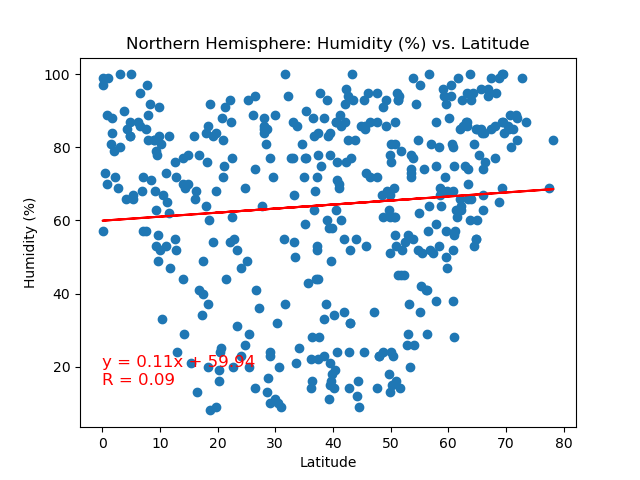 Northern Hemisphere: Humidity (%) vs. Latitude
100
80
60
40
20
Humidity (%)
y = 0.11x + 59.94
R = 0.09
0 10 20 30 40 50 60 70 80
Latitude